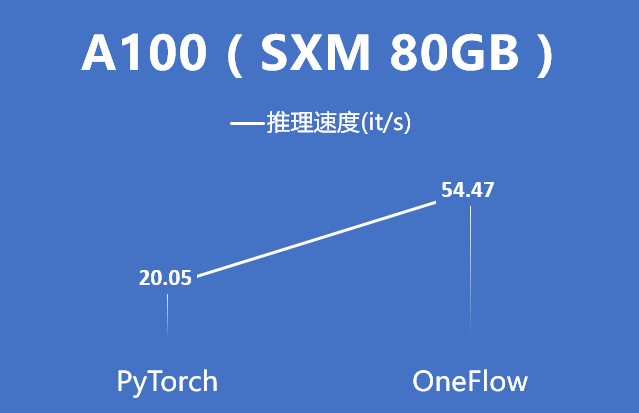 A100（SXM 80GB）
推理速度(it/s)
54.47
20.05
PyTorch
OneFlow